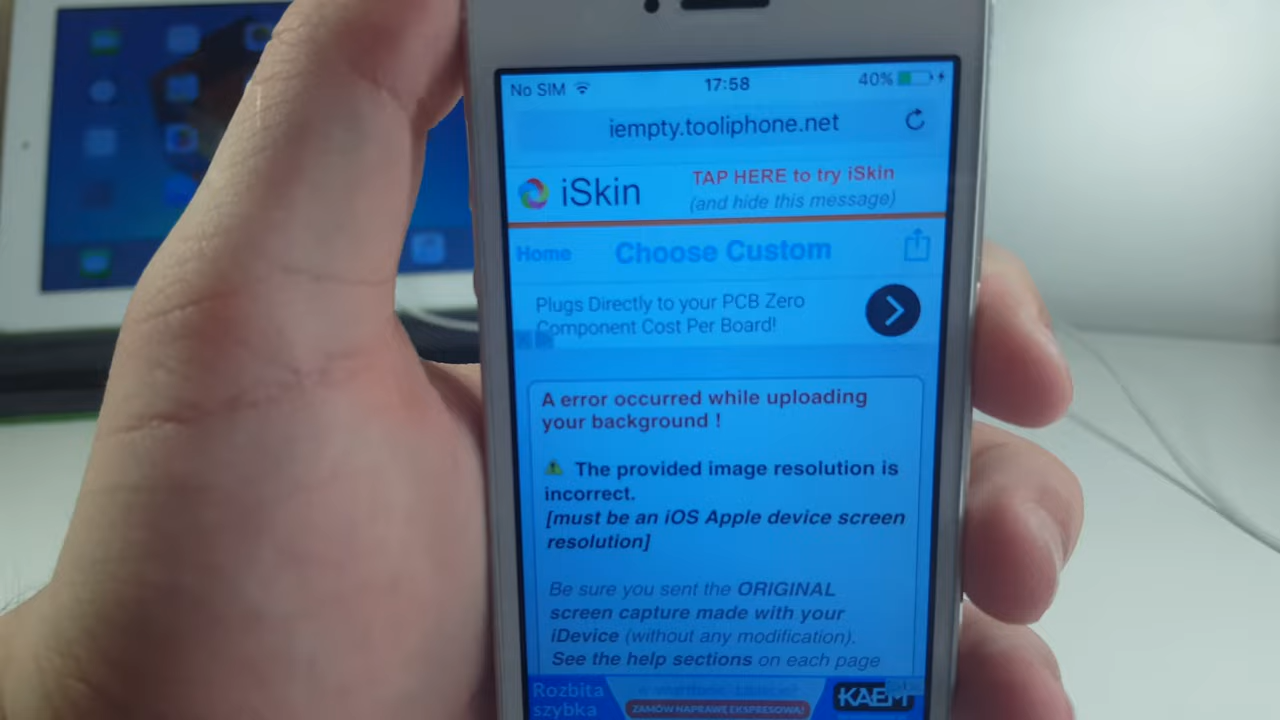 No SIM 17:58 40%
iempty.tooliphone.net
iSkin
TAP HERE to try iSkin
(and hide this message)
Home Choose Custom
Plugs Directly to your PCB Zero
Component Cost Per Board!
A error occurred while uploading
your background !
The provided image resolution is
incorrect.
[must be an iOS Apple device screen
resolution]
Be sure you sent the ORIGINAL
screen capture made with your
iDevice (without any modification).
See the help sections on each page
Rozbita
szybka
ZAMÓW NAPRAWĘ EKSPRESOWĄ!
KAEM